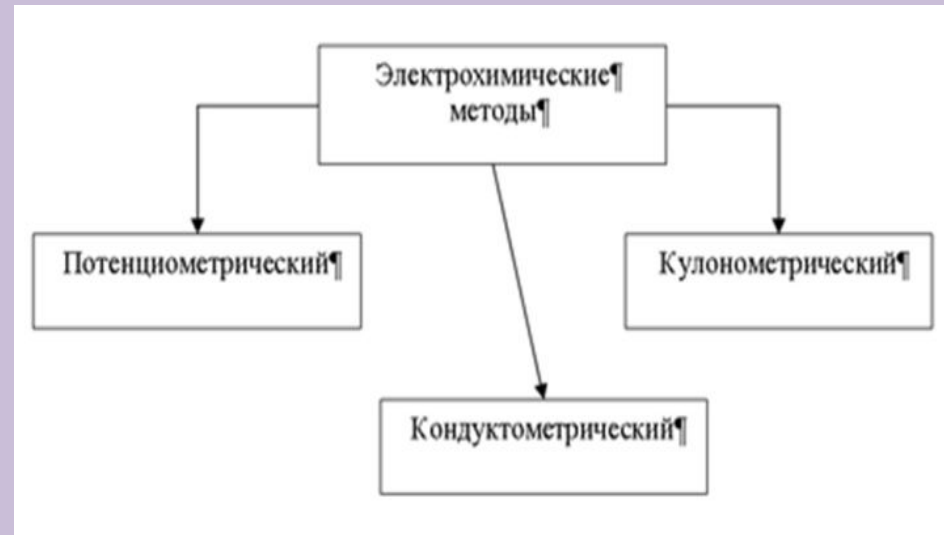 Электрохимические¶
методы¶
Потенциометрический¶
Кулонометрический¶
Кондуктометрический¶